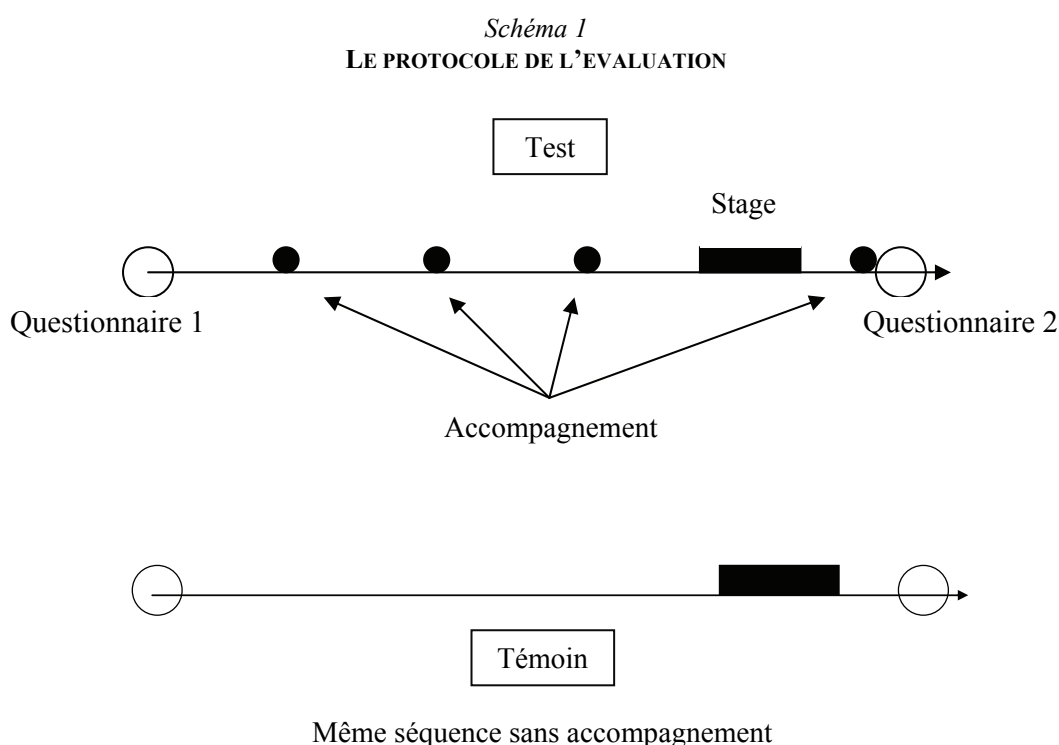 Schéma 1
LE PROTOCOLE DE L’EVALUATION
Test
Stage
Questionnaire 1
Questionnaire 2
Accompagnement
Témoin
Même séquence sans accompagnement